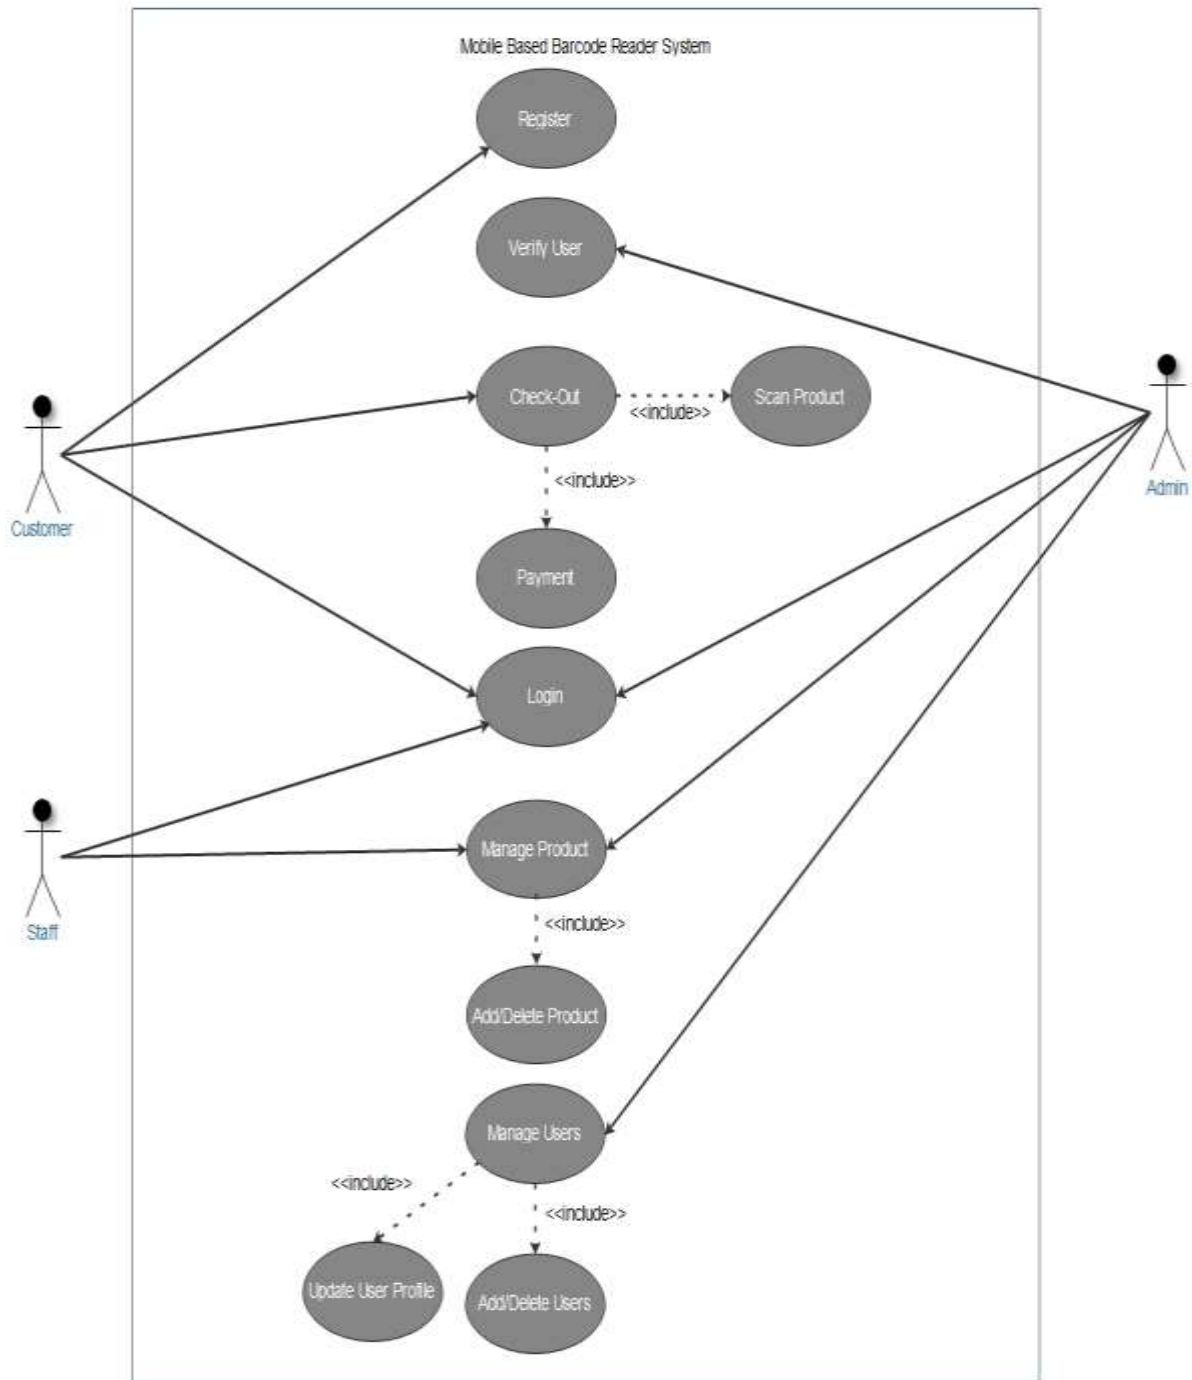 Mobile Based Barcode Reader System
Register
Verify User
Check-Out
<<include>>
Scan Product
<<include>>
Customer
Admin
Payment
Login
Manage Product
Staff
<<include>>
Add/Delete Product
Manage Users
<<include>>
<<include>>
Update User Profile
Add/Delete Users